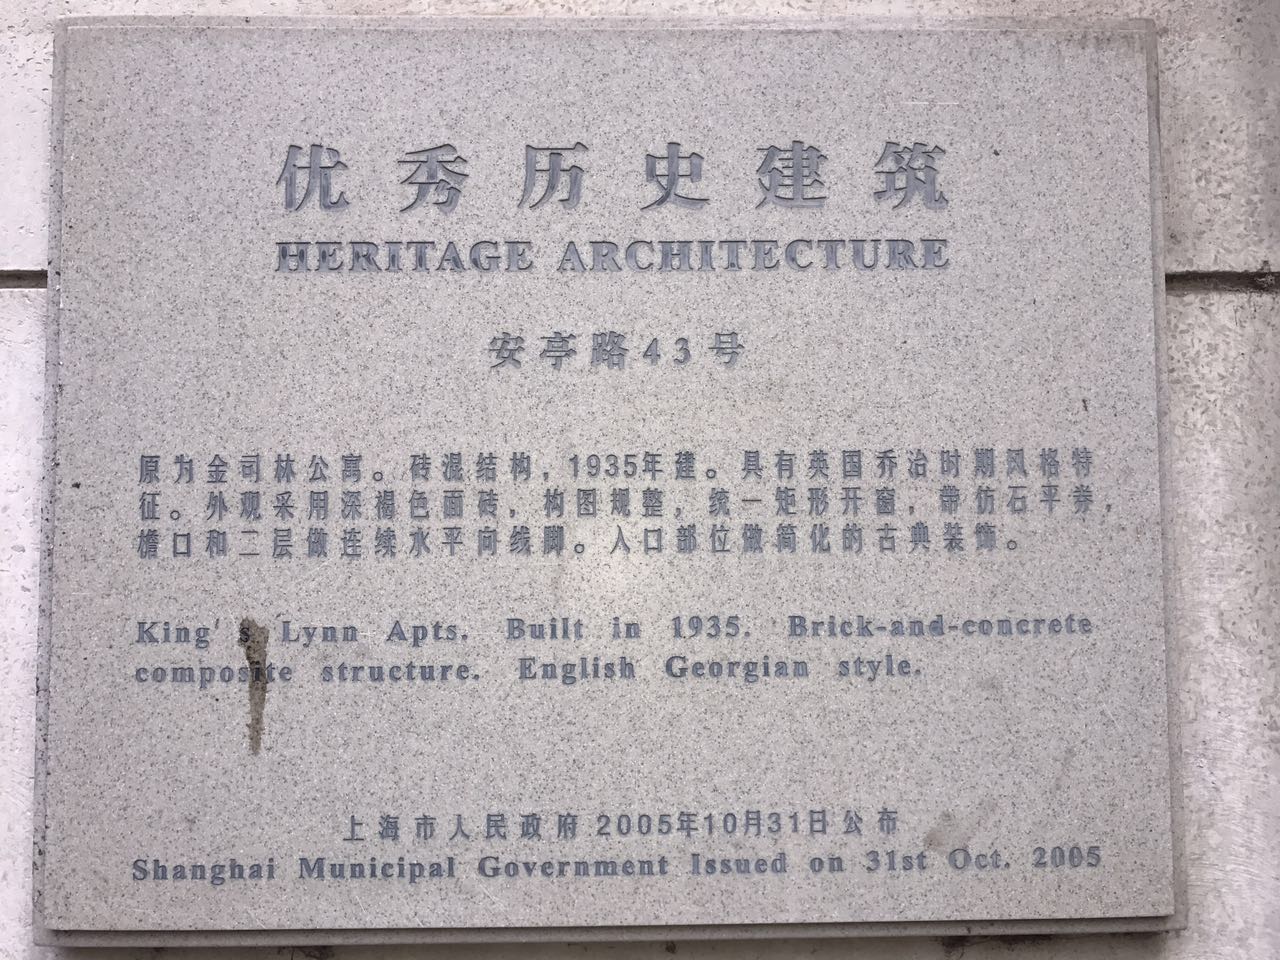 优秀历史建筑
HERITAGE ARCHITECTURE
安亭路43号
原为金司林公寓。砖混结构，1935年建。具有英国乔治时期风格特
征。外观采用深褐色面砖，构图规整，统一矩形开窗，带仿石平券，
檐口和二层做连续水平向线脚。入口部位做简化的古典装饰。
King's Lynn Apts. Built in 1935. Brick-and-concrete
composite structure. English Georgian style.
上海市人民政府 2005年10月31日公布
Shanghai Municipal Government Issued on 31st Oct. 2005